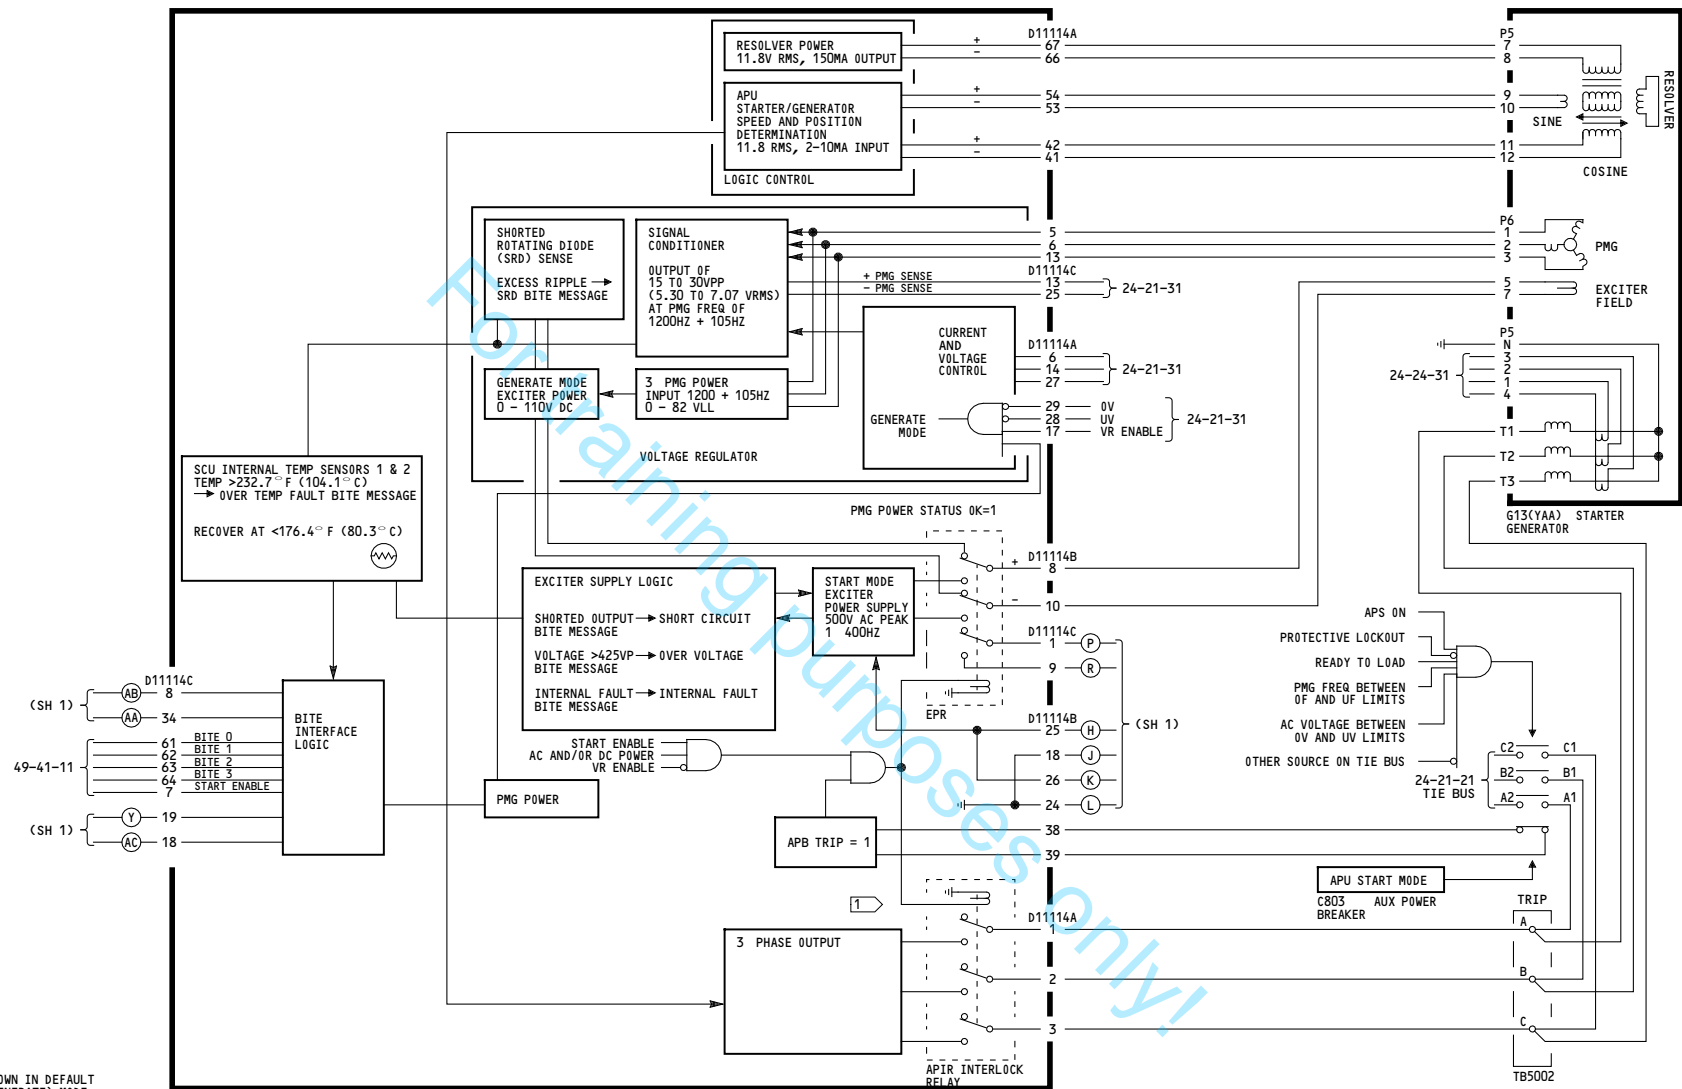 RESOLVER POWER
11.8V RMS, 150MA OUTPUT
APU
STARTER/GENERATOR
SPEED AND POSITION
DETERMINATION
11.8 RMS, 2-10MA INPUT
LOGIC CONTROL
+
-
+
-
+
-
D11114A
67
66
54
53
42
41
P5
7
8
9
10
11
12
SINE
COSINE
RESOLVER
SHORTED
ROTATING DIODE
(SRD) SENSE
EXCESS RIPPLE
SRD BITE MESSAGE
SIGNAL
CONDITIONER
OUTPUT OF
15 TO 30VPP
(5.30 TO 7.07 VRMS)
AT PMG FREQ OF
1200HZ + 105HZ
5
6
13
D11114C
+ PMG SENSE
13
- PMG SENSE
25
24-21-31
P6
1
2
3
PMG
5
7
EXCITER
FIELD
CURRENT
AND
VOLTAGE
CONTROL
D11114A
6
14
27
24-21-31
GENERATE
MODE
29
OV
28
UV
17
VR ENABLE
24-21-31
GENERATE MODE
EXCITER POWER
0 - 110V DC
3 PMG POWER
INPUT 1200 + 105HZ
0 - 82 VLL
VOLTAGE REGULATOR
P5
N
3
2
1
4
24-24-31
T1
T2
T3
G13(YAA) STARTER
GENERATOR
SCU INTERNAL TEMP SENSORS 1 & 2
TEMP >232.7°F (104.1°C)
OVER TEMP FAULT BITE MESSAGE
RECOVER AT <176.4°F (80.3°C)
PMG POWER STATUS OK=1
EXCITER SUPPLY LOGIC
SHORTED OUTPUT SHORT CIRCUIT
BITE MESSAGE
VOLTAGE >425VP OVER VOLTAGE
BITE MESSAGE
INTERNAL FAULT INTERNAL FAULT
BITE MESSAGE
START MODE
EXCITER
POWER SUPPLY
500V AC PEAK
1 400HZ
EPR
+
D11114B
8
-
10
D11114C
1 P
9 R
D11114B
25 H
18 J
26 K
24 L
(SH 1)
38
39
D11114C
(SH 1)
AB 8
AA 34
49-41-11
61 BITE 0
62 BITE 1
63 BITE 2
64 BITE 3
7 START ENABLE
(SH 1)
Y 19
AC 18
BITE
INTERFACE
LOGIC
PMG POWER
START ENABLE
AC AND/OR DC POWER
VR ENABLE
APB TRIP = 1
1
3 PHASE OUTPUT
APIR INTERLOCK
RELAY
D11114A
1
2
3
APS ON
PROTECTIVE LOCKOUT
READY TO LOAD
PMG FREQ BETWEEN
OF AND UF LIMITS
AC VOLTAGE BETWEEN
OV AND UV LIMITS
OTHER SOURCE ON TIE BUS
24-21-21
TIE BUS
C2 C1
B2 B1
A2 A1
APU START MODE
C803 AUX POWER
BREAKER
TRIP
A
B
C
TB5002
OWN IN DEFAULT
For training purposes only!